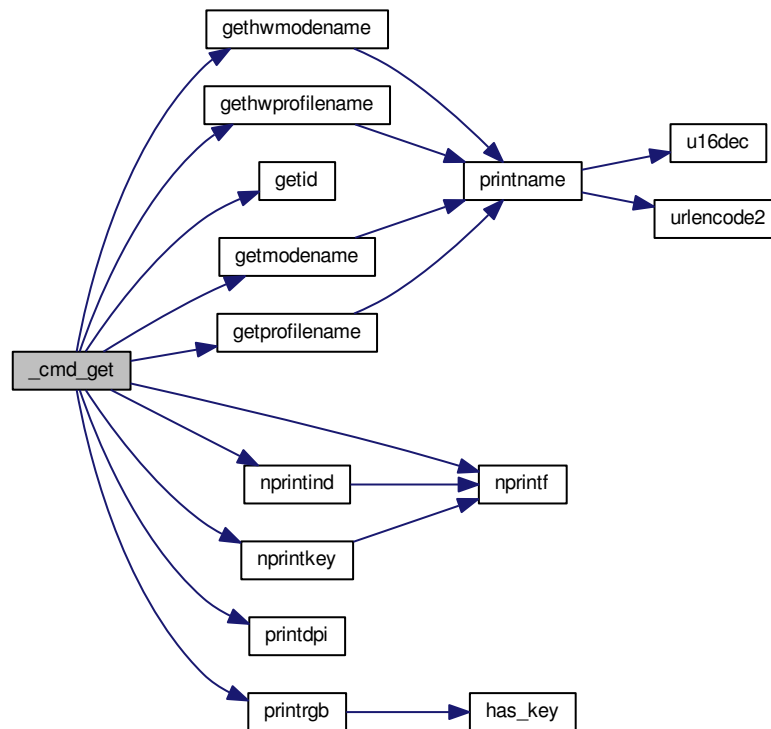 gethwmodename
gethwprofilename
u16dec
getid
printname
urlencode2
getmodename
getprofilename
_cmd_get
nprintind
nprintf
nprintkey
printdpi
printrgb
has_key